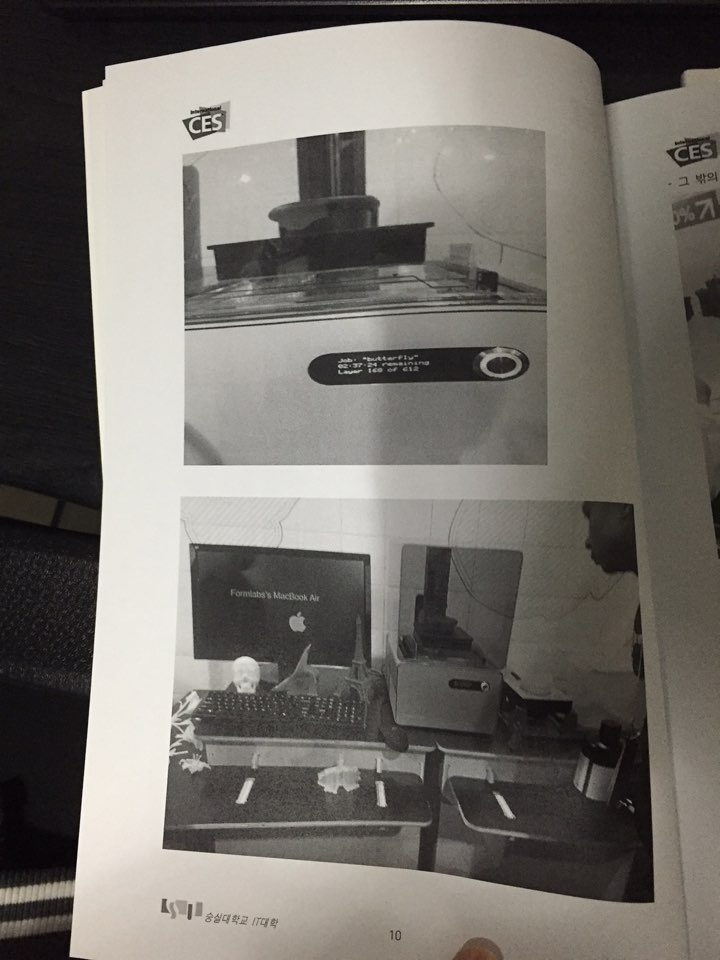 International
CES
Job: "butterfly"
02:37:24 remaining
Layer 168 of 612
Formlabs's MacBook Air
숭실대학교 IT대학
10
International
CES
- 그 밖의
0%